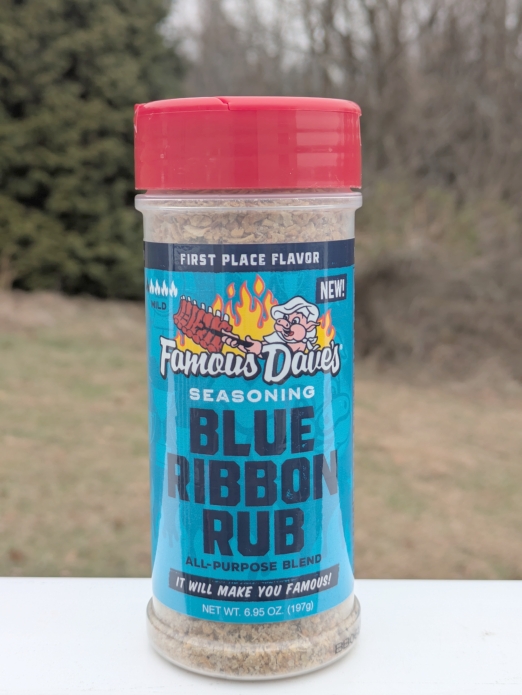 FIRST PLACE FLAVOR
NEW!
MILD
Famous Dave's
SEASONING
BLUE
RIBBON
RUB
ALL-PURPOSE BLEND
IT WILL MAKE YOU FAMOUS!
NET WT. 6.95 OZ. (197g)